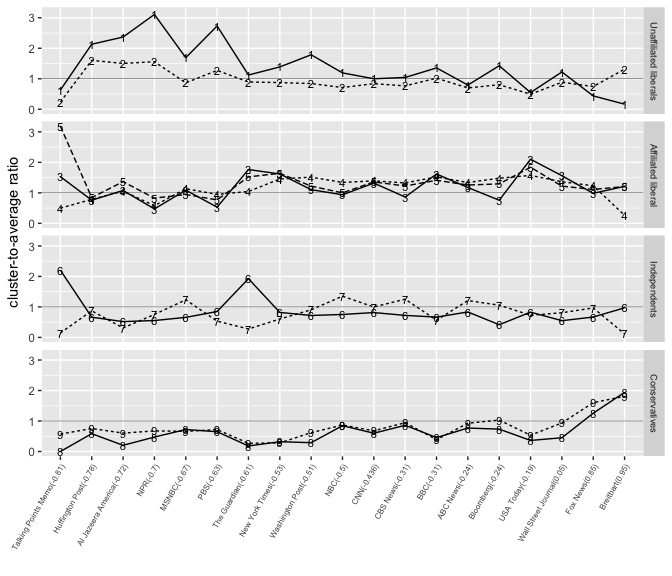 cluster-to-average ratio
3
2
1
0
Unaffiliated
liberals
3
2
1
0
Affiliated
liberal
3
2
1
0
Independents
3
2
1
0
Conservatives
Talking Points Memo(-0.81)
Huffington Post(-0.78)
Al Jazeera America(-0.72)
NPR(-0.7)
MSNBC(-0.67)
PBS(-0.63)
The Guardian(-0.61)
New York Times(-0.53)
Washington Post(-0.51)
NBC(-0.5)
CNN(-0.436)
CBS News(-0.31)
BBC(-0.31)
ABC News(-0.24)
Bloomberg(-0.24)
USA Today(-0.19)
Wall Street Journal(0.05)
Fox News(0.85)
Breitbart(0.95)